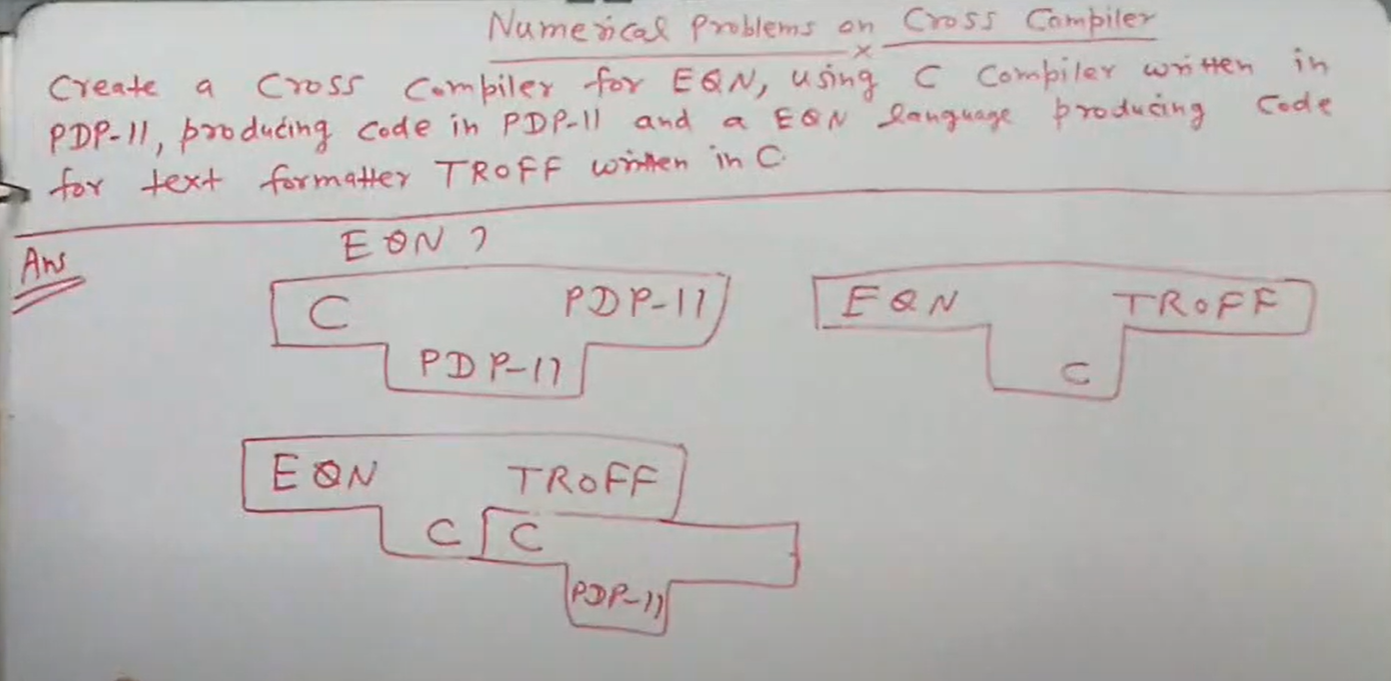 Numerical Problems on Cross Compiler
Create a Cross Compiler for EQN, using C Compiler written in
PDP-11, producing code in PDP-11 and a EQN language producing code
for text formatter TROFF written in C.
Ans
EQN ?
C PDP-11
PDP-11
EQN TROFF
C
EQN TROFF
C C
PDP-11